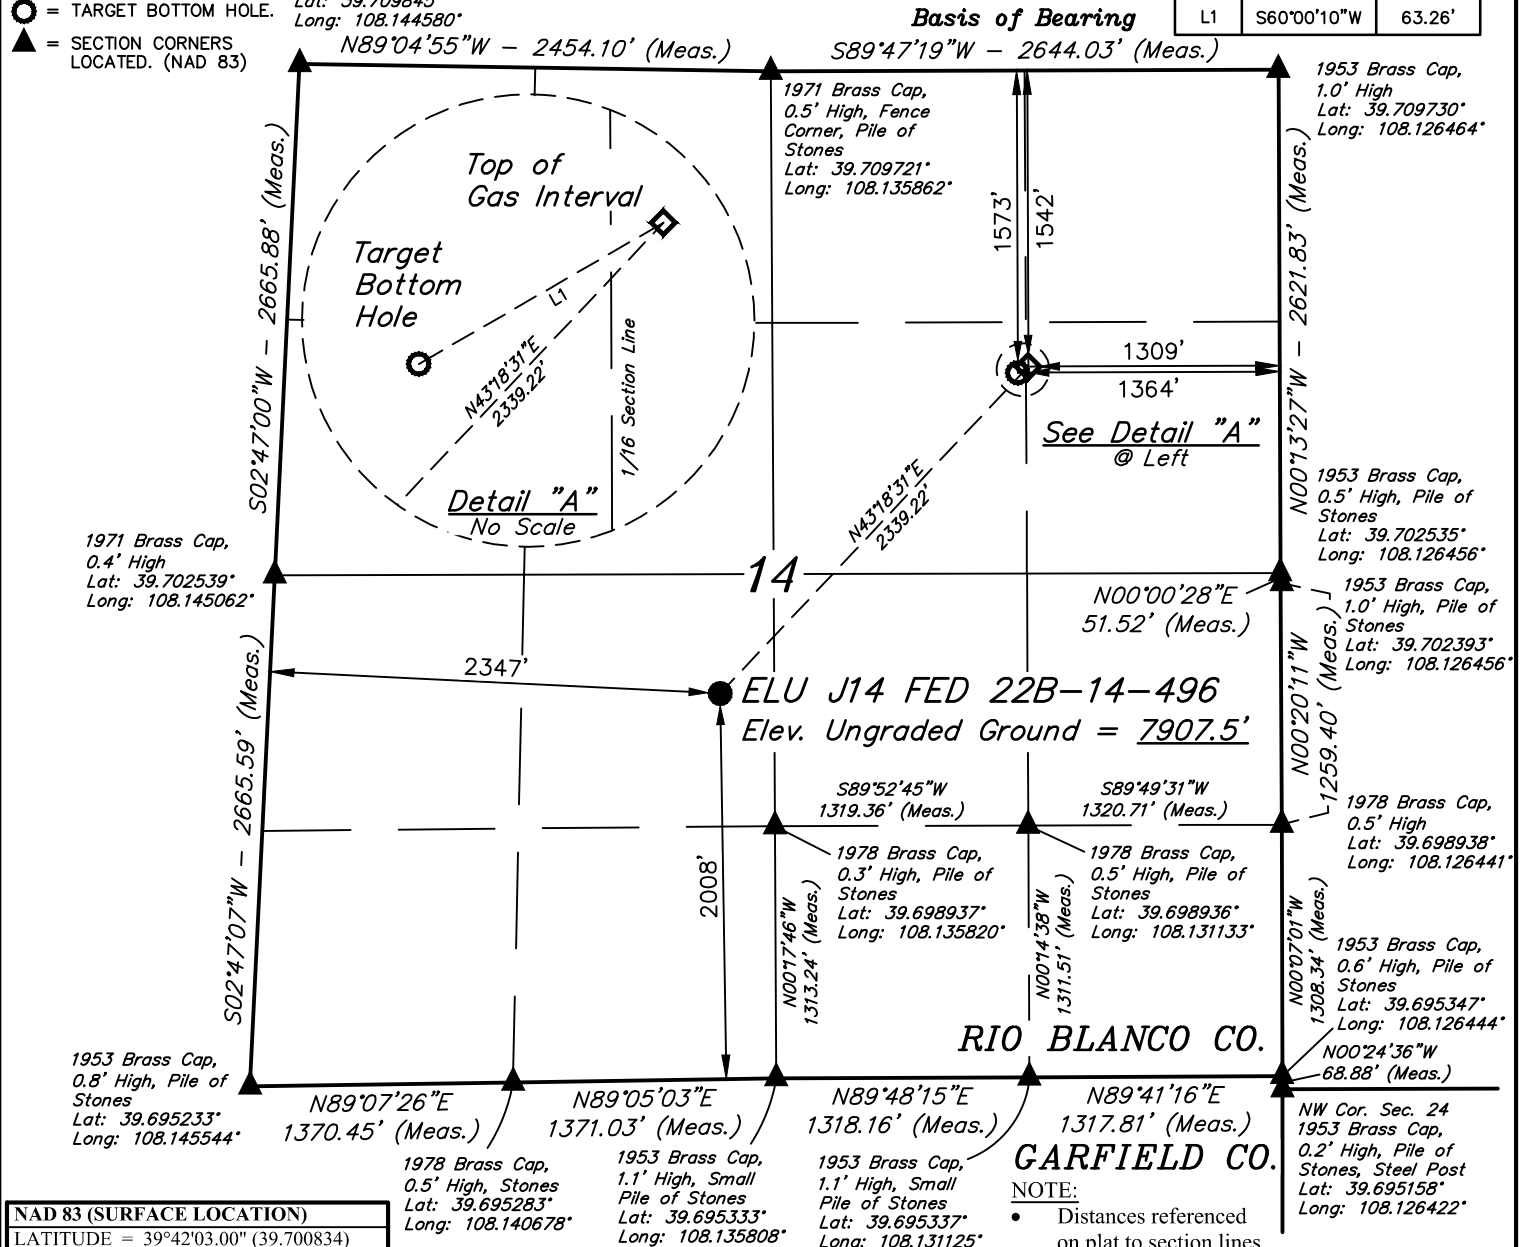 = TARGET BOTTOM HOLE.
Long: 108.144580°
= SECTION CORNERS
LOCATED. (NAD 83)
Basis of Bearing
L1 S60°00'10"W 63.26'
N89°04'55"W - 2454.10' (Meas.)
S89°47'19"W - 2644.03' (Meas.)
1971 Brass Cap,
0.5' High, Fence
Corner, Pile of
Stones
Lat: 39.709721°
Long: 108.135862°
1953 Brass Cap,
1.0' High
Lat: 39.709730°
Long: 108.126464°
S02°47'00"W - 2665.88' (Meas.)
Top of
Gas Interval
Target
Bottom
Hole
L1
N43°18'31"E
2339.22'
1/16 Section Line
Detail "A"
No Scale
1573'
1542'
1309'
1364'
See Detail "A"
@ Left
N00°13'27"W - 2621.83' (Meas.)
N43°18'31"E
2339.22'
1953 Brass Cap,
0.5' High, Pile of
Stones
Lat: 39.702535°
Long: 108.126456°
1971 Brass Cap,
0.4' High
Lat: 39.702539°
Long: 108.145062°
14
N00°00'28"E
51.52' (Meas.)
1953 Brass Cap,
1.0' High, Pile of
Stones
Lat: 39.702393°
Long: 108.126456°
N00°20'11"W
1259.40' (Meas.)
2347'
ELU J14 FED 22B-14-496
Elev. Ungraded Ground = 7907.5'
S02°47'07"W - 2665.59' (Meas.)
S89°52'45"W
1319.36' (Meas.)
S89°49'31"W
1320.71' (Meas.)
1978 Brass Cap,
0.5' High
Lat: 39.698938°
Long: 108.126441°
1978 Brass Cap,
0.3' High, Pile of
Stones
Lat: 39.698937°
Long: 108.135820°
1978 Brass Cap,
0.5' High, Pile of
Stones
Lat: 39.698936°
Long: 108.131133°
2008'
N00°17'46"W
1313.24' (Meas.)
N00°14'38"W
1311.51' (Meas.)
N00°07'01"W
1308.34' (Meas.)
1953 Brass Cap,
0.6' High, Pile of
Stones
Lat: 39.695347°
Long: 108.126444°
RIO BLANCO CO.
N00°24'36"W
68.88' (Meas.)
1953 Brass Cap,
0.8' High, Pile of
Stones
Lat: 39.695233°
Long: 108.145544°
N89°07'26"E
1370.45' (Meas.)
N89°05'03"E
1371.03' (Meas.)
N89°48'15"E
1318.16' (Meas.)
N89°41'16"E
1317.81' (Meas.)
NW Cor. Sec. 24
1953 Brass Cap,
0.2' High, Pile of
Stones, Steel Post
Lat: 39.695158°
Long: 108.126422°
GARFIELD CO.
1978 Brass Cap,
0.5' High, Stones
Lat: 39.695283°
Long: 108.140678°
1953 Brass Cap,
1.1' High, Small
Pile of Stones
Lat: 39.695333°
Long: 108.135808°
1953 Brass Cap,
1.1' High, Small
Pile of Stones
Lat: 39.695337°
Long: 108.131125°
NOTE:
• Distances referenced
on plat to section lines
NAD 83 (SURFACE LOCATION)
LATITUDE = 39°42'03.00" (39.700834)